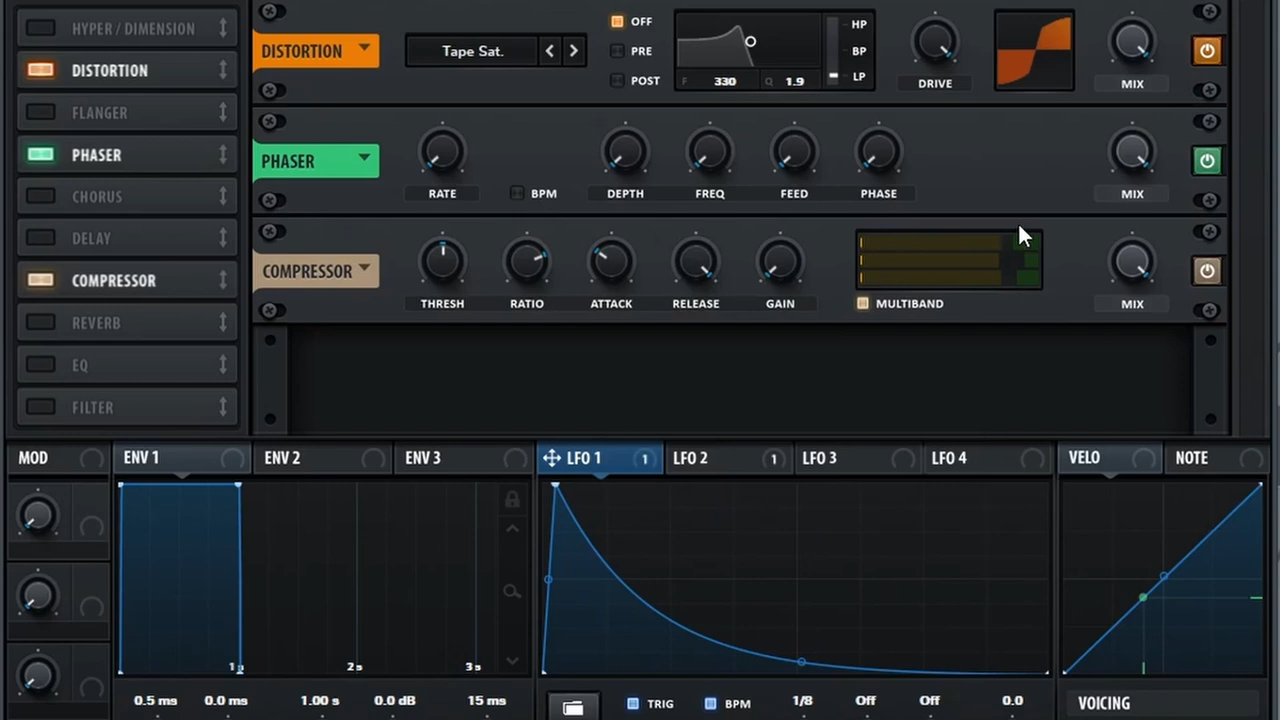 HYPER / DIMENSION
DISTORTION
FLANGER
PHASER
CHORUS
DELAY
COMPRESSOR
REVERB
EQ
FILTER
DISTORTION
Tape Sat.
OFF
PRE
POST
F 330 Q 1.9
HP
BP
LP
DRIVE
MIX
PHASER
RATE
BPM
DEPTH
FREQ
FEED
PHASE
MIX
COMPRESSOR
THRESH
RATIO
ATTACK
RELEASE
GAIN
MULTIBAND
MIX
MOD
ENV 1
ENV 2
ENV 3
LFO 1 1
LFO 2 1
LFO 3
LFO 4
VELO
NOTE
2s
3s
0.5 ms 0.0 ms 1.00 s 0.0 dB 15 ms
TRIG
BPM
1/8 Off Off 0.0
VOICING